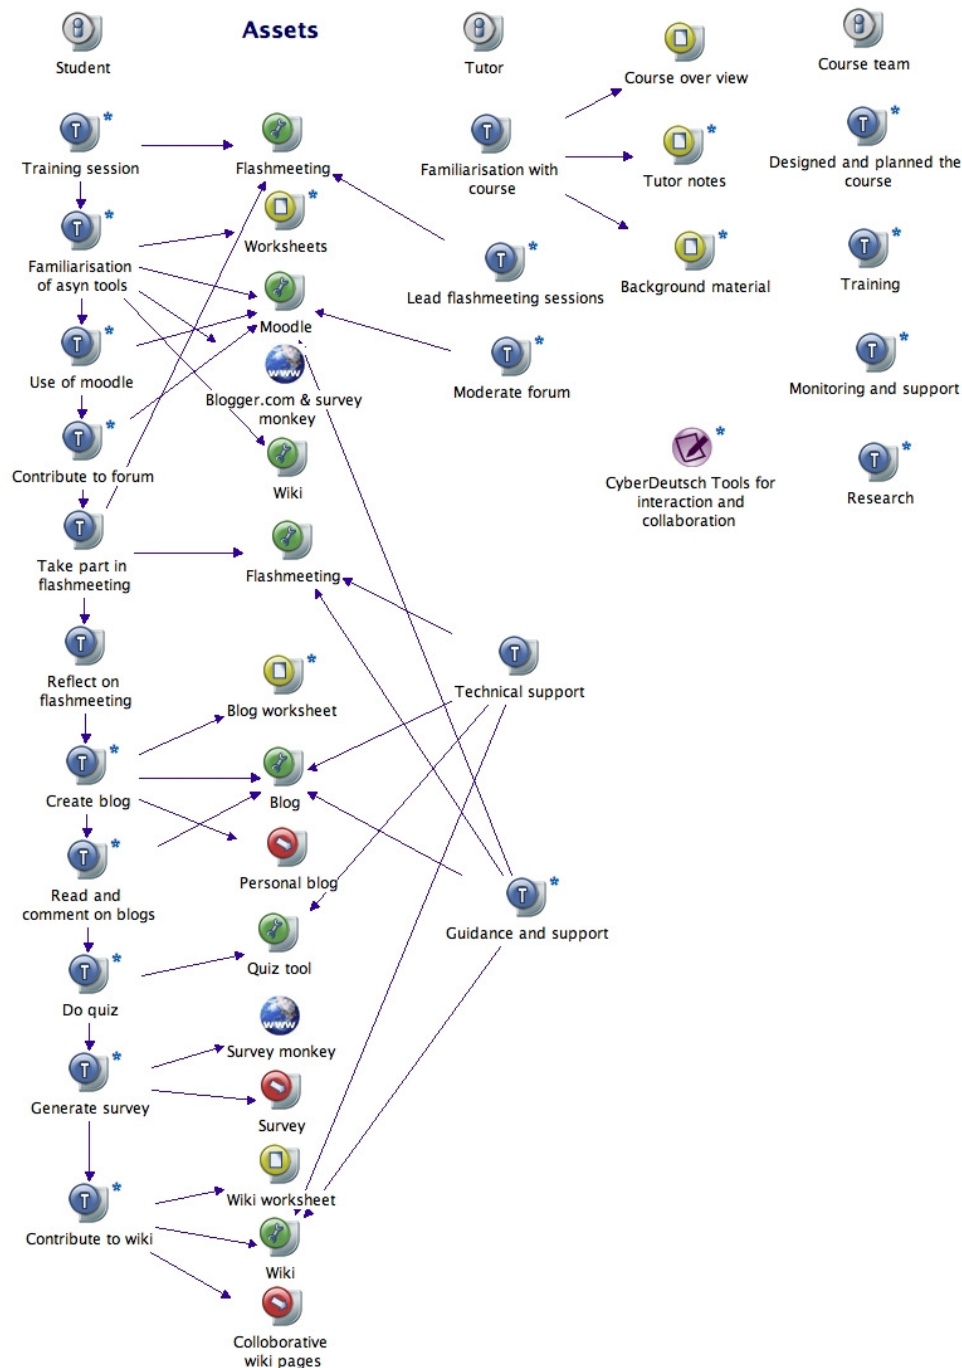 Assets
Student
Tutor
Course over view
Course team
T *
Training session
Flashmeeting
T
Familiarisation with
course
T *
Designed and planned the
course
*
Tutor notes
T *
Familiarisation
of asyn tools
*
Worksheets
T *
Lead flashmeeting sessions
*
Background material
T *
Training
Moodle
T *
Use of moodle
www
Blogger.com & survey
monkey
T *
Moderate forum
T *
Monitoring and support
T *
Contribute to forum
Wiki
*
CyberDeutsch Tools for
interaction and
collaboration
T *
Research
T
Take part in
flashmeeting
Flashmeeting
T
Reflect on
flashmeeting
*
Blog worksheet
T
Technical support
T *
Create blog
Blog
T *
Read and
comment on blogs
Personal blog
T *
Guidance and support
T *
Do quiz
Quiz tool
www
Survey monkey
T *
Generate survey
Survey
Wiki worksheet
T *
Contribute to wiki
Wiki
Colloborative
wiki pages